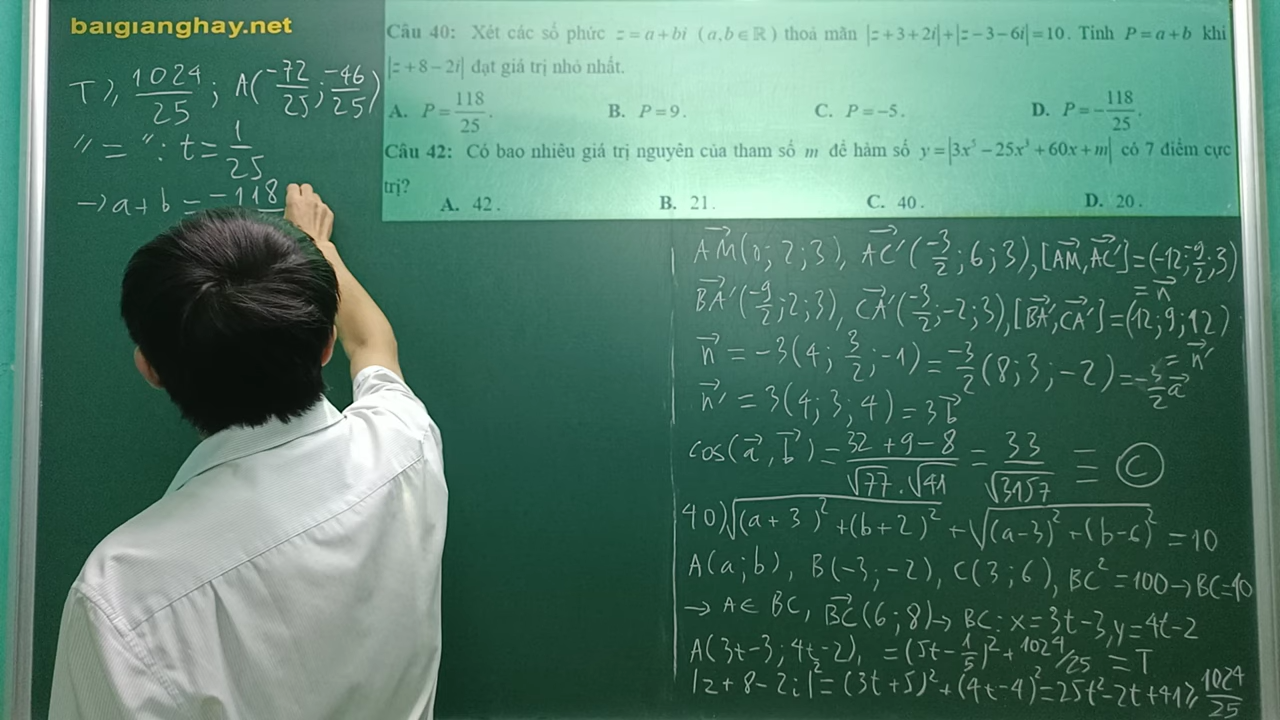 baigianghay.net
T ⩾ 1024/25 ; A(-72/25 ; -46/25)
" = " : t = 1/25
→ a + b = -118
Câu 40: Xét các số phức z = a + bi (a, b ∈ ℝ) thoả mãn |z + 3 + 2i| + |z − 3 − 6i| = 10. Tính P = a + b khi
|z + 8 − 2i| đạt giá trị nhỏ nhất.
A. P = 118/25. B. P = 9. C. P = −5. D. P = −118/25.
Câu 42: Có bao nhiêu giá trị nguyên của tham số m để hàm số y = |3x⁵ − 25x³ + 60x + m| có 7 điểm cực
trị?
A. 42. B. 21. C. 40. D. 20.
AM→(0; 2; 3), AC'→(-3/2; 6; 3), [AM→, AC'→] = (-12; -9/2; 3)
= n→
BA'→(-9/2; 2; 3), CA'→(-3/2; -2; 3), [BA'→, CA'→] = (12; 9; 12)
= n'→
n→ = -3(4; 3/2; -1) = -3/2(8; 3; -2) = -3/2 a→
n'→ = 3(4; 3; 4) = 3b→
cos(a→, b→) = (32 + 9 - 8)/(√77 . √41) = 33/√3157 = Ⓒ
40) √((a + 3)² + (b + 2)²) + √((a - 3)² + (b - 6)²) = 10
A(a; b), B(-3; -2), C(3; 6), BC² = 100 → BC = 10
→ A ∈ BC, BC→(6; 8) → BC: x = 3t - 3, y = 4t - 2
A(3t - 3; 4t - 2), = (5t - 1/5)² + 1024/25 = T
|z + 8 - 2i|² = (3t + 5)² + (4t - 4)² = 25t² - 2t + 41 ⩾ 1024/25